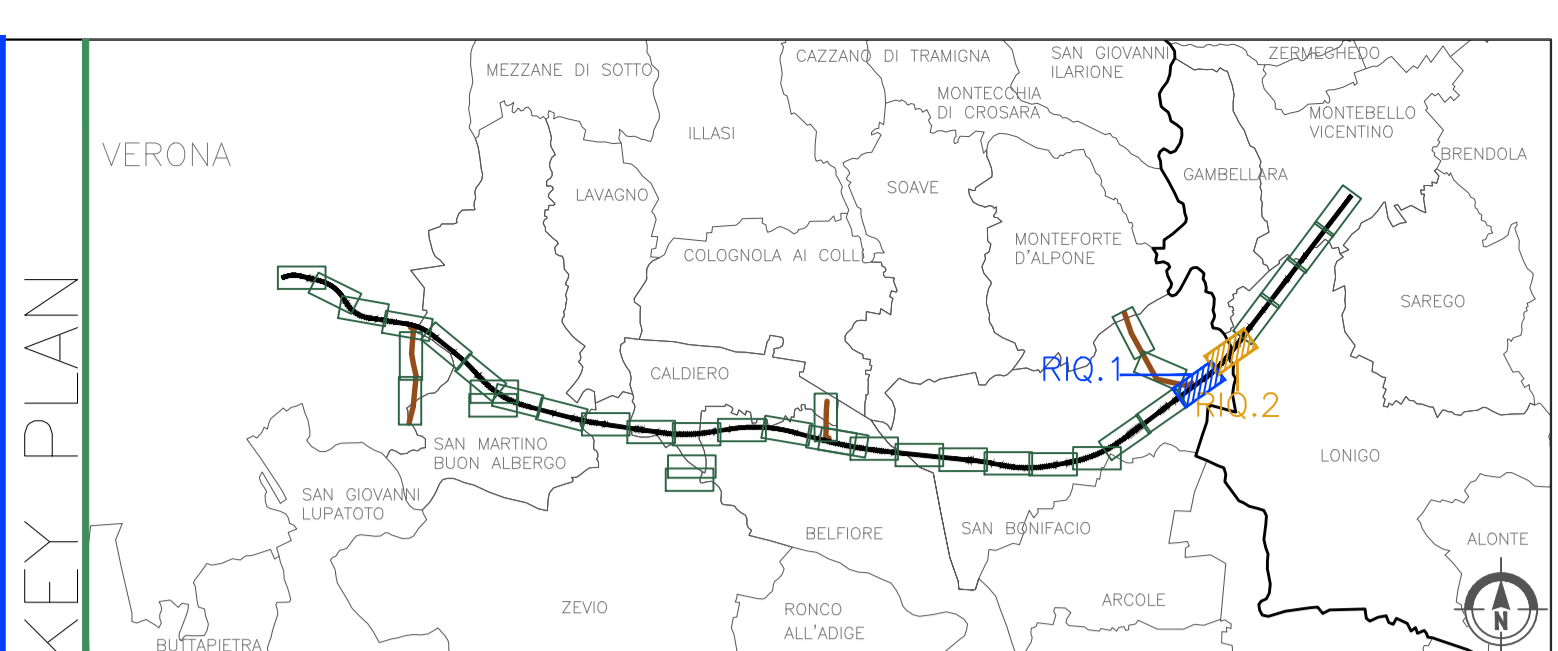 KEY PLAN
VERONA
MEZZANE DI SOTTO
CAZZANO DI TRAMIGNA
SAN GIOVANNI
ILARIONE
ZERMEGHEDO
MONTECCHIA
DI CROSARA
MONTEBELLO
VICENTINO
ILLASI
BRENDOLA
GAMBELLARA
SOAVE
LAVAGNO
MONTEFORTE
D'ALPONE
COLOGNOLA AI COLLI
SAREGO
RIQ.1
CALDIERO
RIQ.2
SAN MARTINO
BUON ALBERGO
LONIGO
SAN GIOVANNI
LUPATOTO
BELFIORE
SAN BONIFACIO
ALONTE
ZEVIO
RONCO
ALL'ADIGE
ARCOLE
N
BUTTAPIETRA